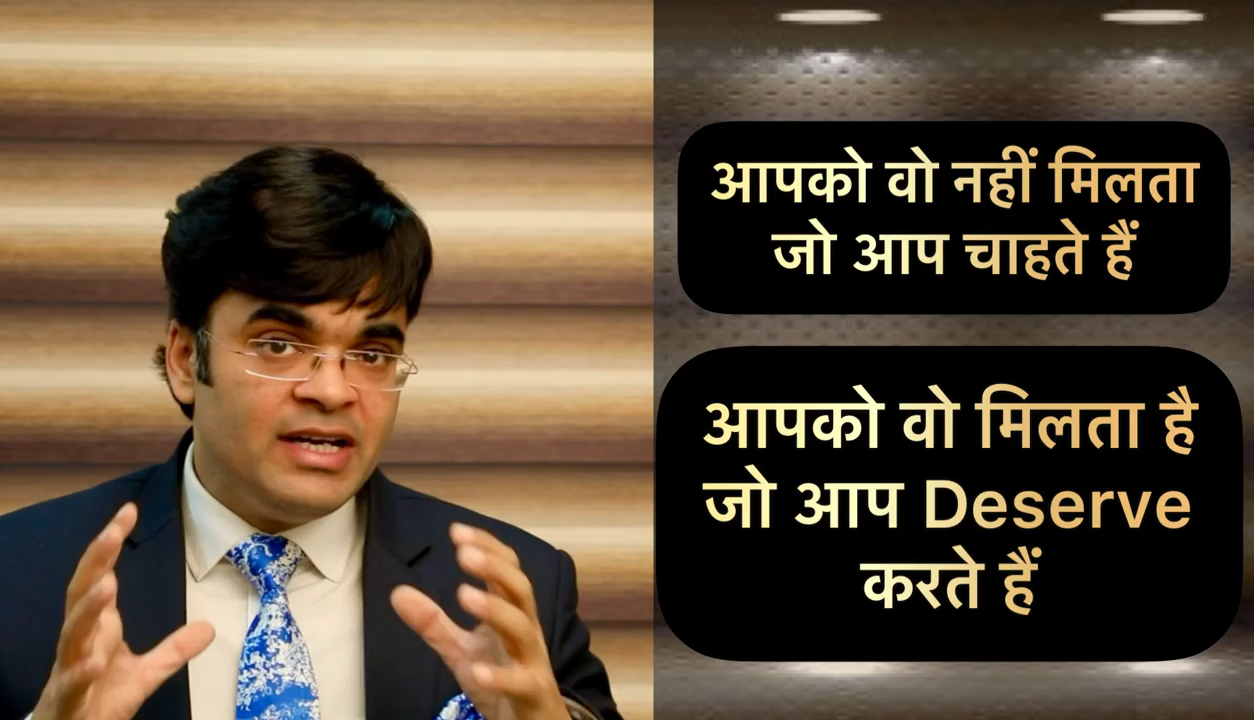 आपको वो नहीं मिलता
जो आप चाहते हैं
आपको वो मिलता है
जो आप Deserve
करते हैं